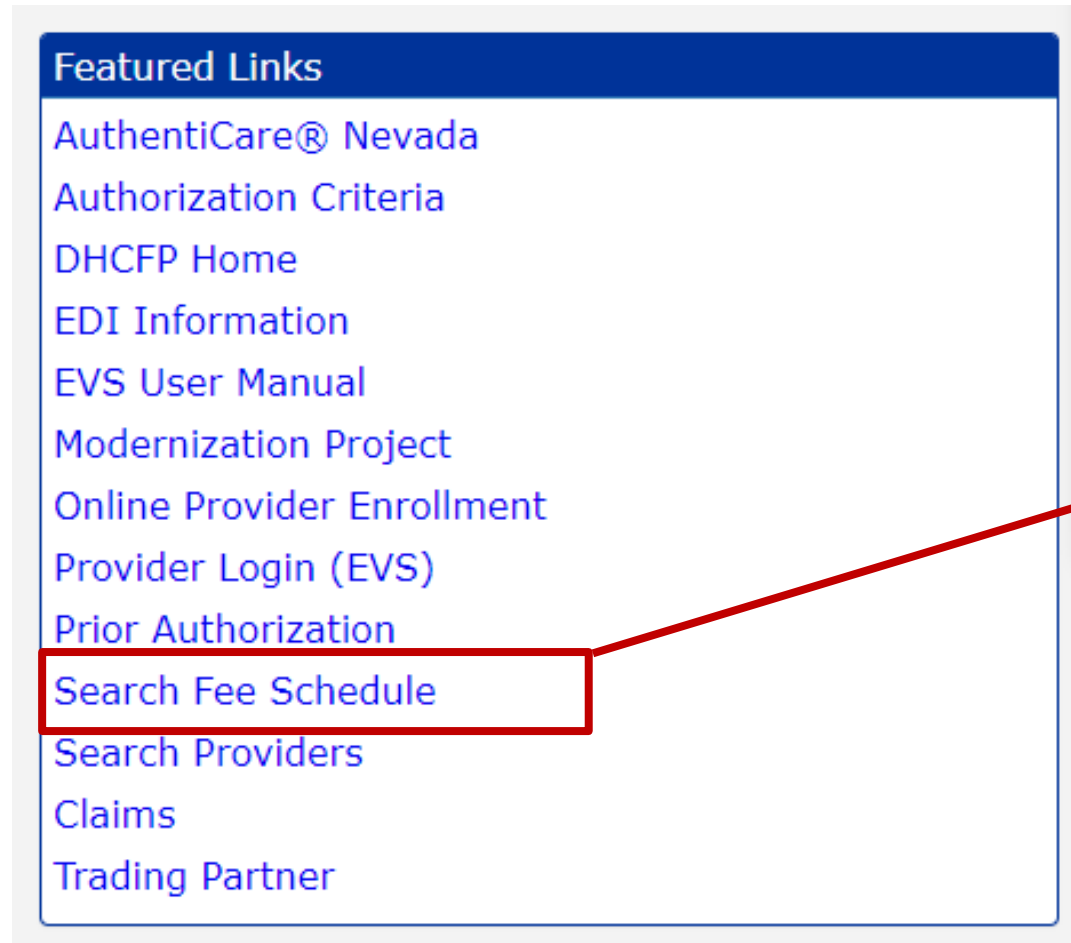 Featured Links
AuthentiCare® Nevada
Authorization Criteria
DHCFP Home
EDI Information
EVS User Manual
Modernization Project
Online Provider Enrollment
Provider Login (EVS)
Prior Authorization
Search Fee Schedule
Search Providers
Claims
Trading Partner